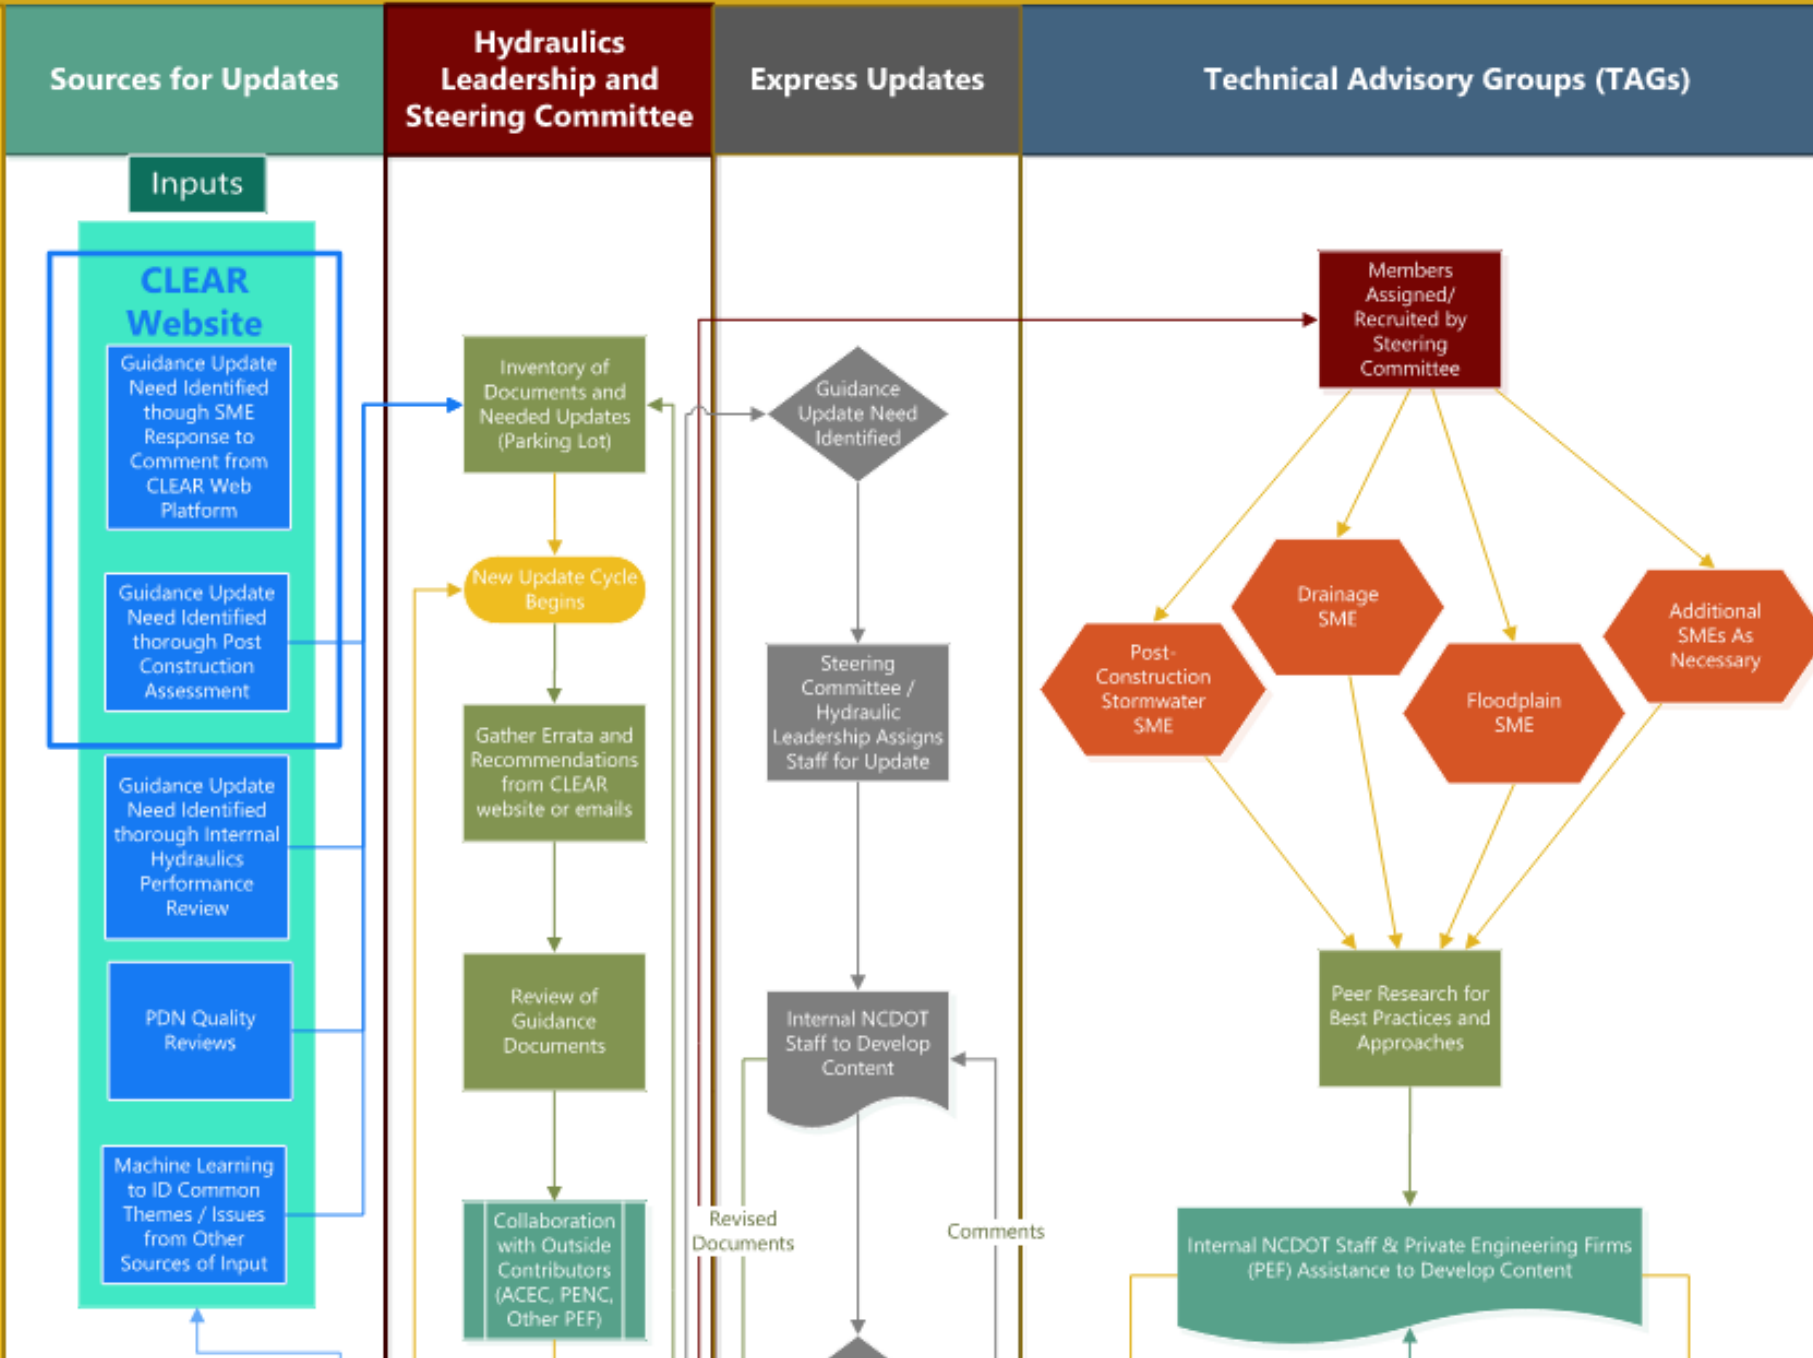 Sources for Updates
Hydraulics
Leadership and
Steering Committee
Express Updates
Technical Advisory Groups (TAGs)
Inputs
CLEAR
Website
Guidance Update
Need Identified
though SME
Response to
Comment from
CLEAR Web
Platform
Guidance Update
Need Identified
thorough Post
Construction
Assessment
Guidance Update
Need Identified
thorough Interrnal
Hydraulics
Performance
Review
PDN Quality
Reviews
Machine Learning
to ID Common
Themes / Issues
from Other
Sources of Input
Inventory of
Documents and
Needed Updates
(Parking Lot)
New Update Cycle
Begins
Gather Errata and
Recommendations
from CLEAR
website or emails
Review of
Guidance
Documents
Collaboration
with Outside
Contributors
(ACEC, PENC,
Other PEF)
Guidance
Update Need
Identified
Steering
Committee /
Hydraulic
Leadership Assigns
Staff for Update
Internal NCDOT
Staff to Develop
Content
Revised
Documents
Comments
Members
Assigned/
Recruited by
Steering
Committee
Post-
Construction
Stormwater
SME
Drainage
SME
Floodplain
SME
Additional
SMEs As
Necessary
Peer Research for
Best Practices and
Approaches
Internal NCDOT Staff & Private Engineering Firms
(PEF) Assistance to Develop Content